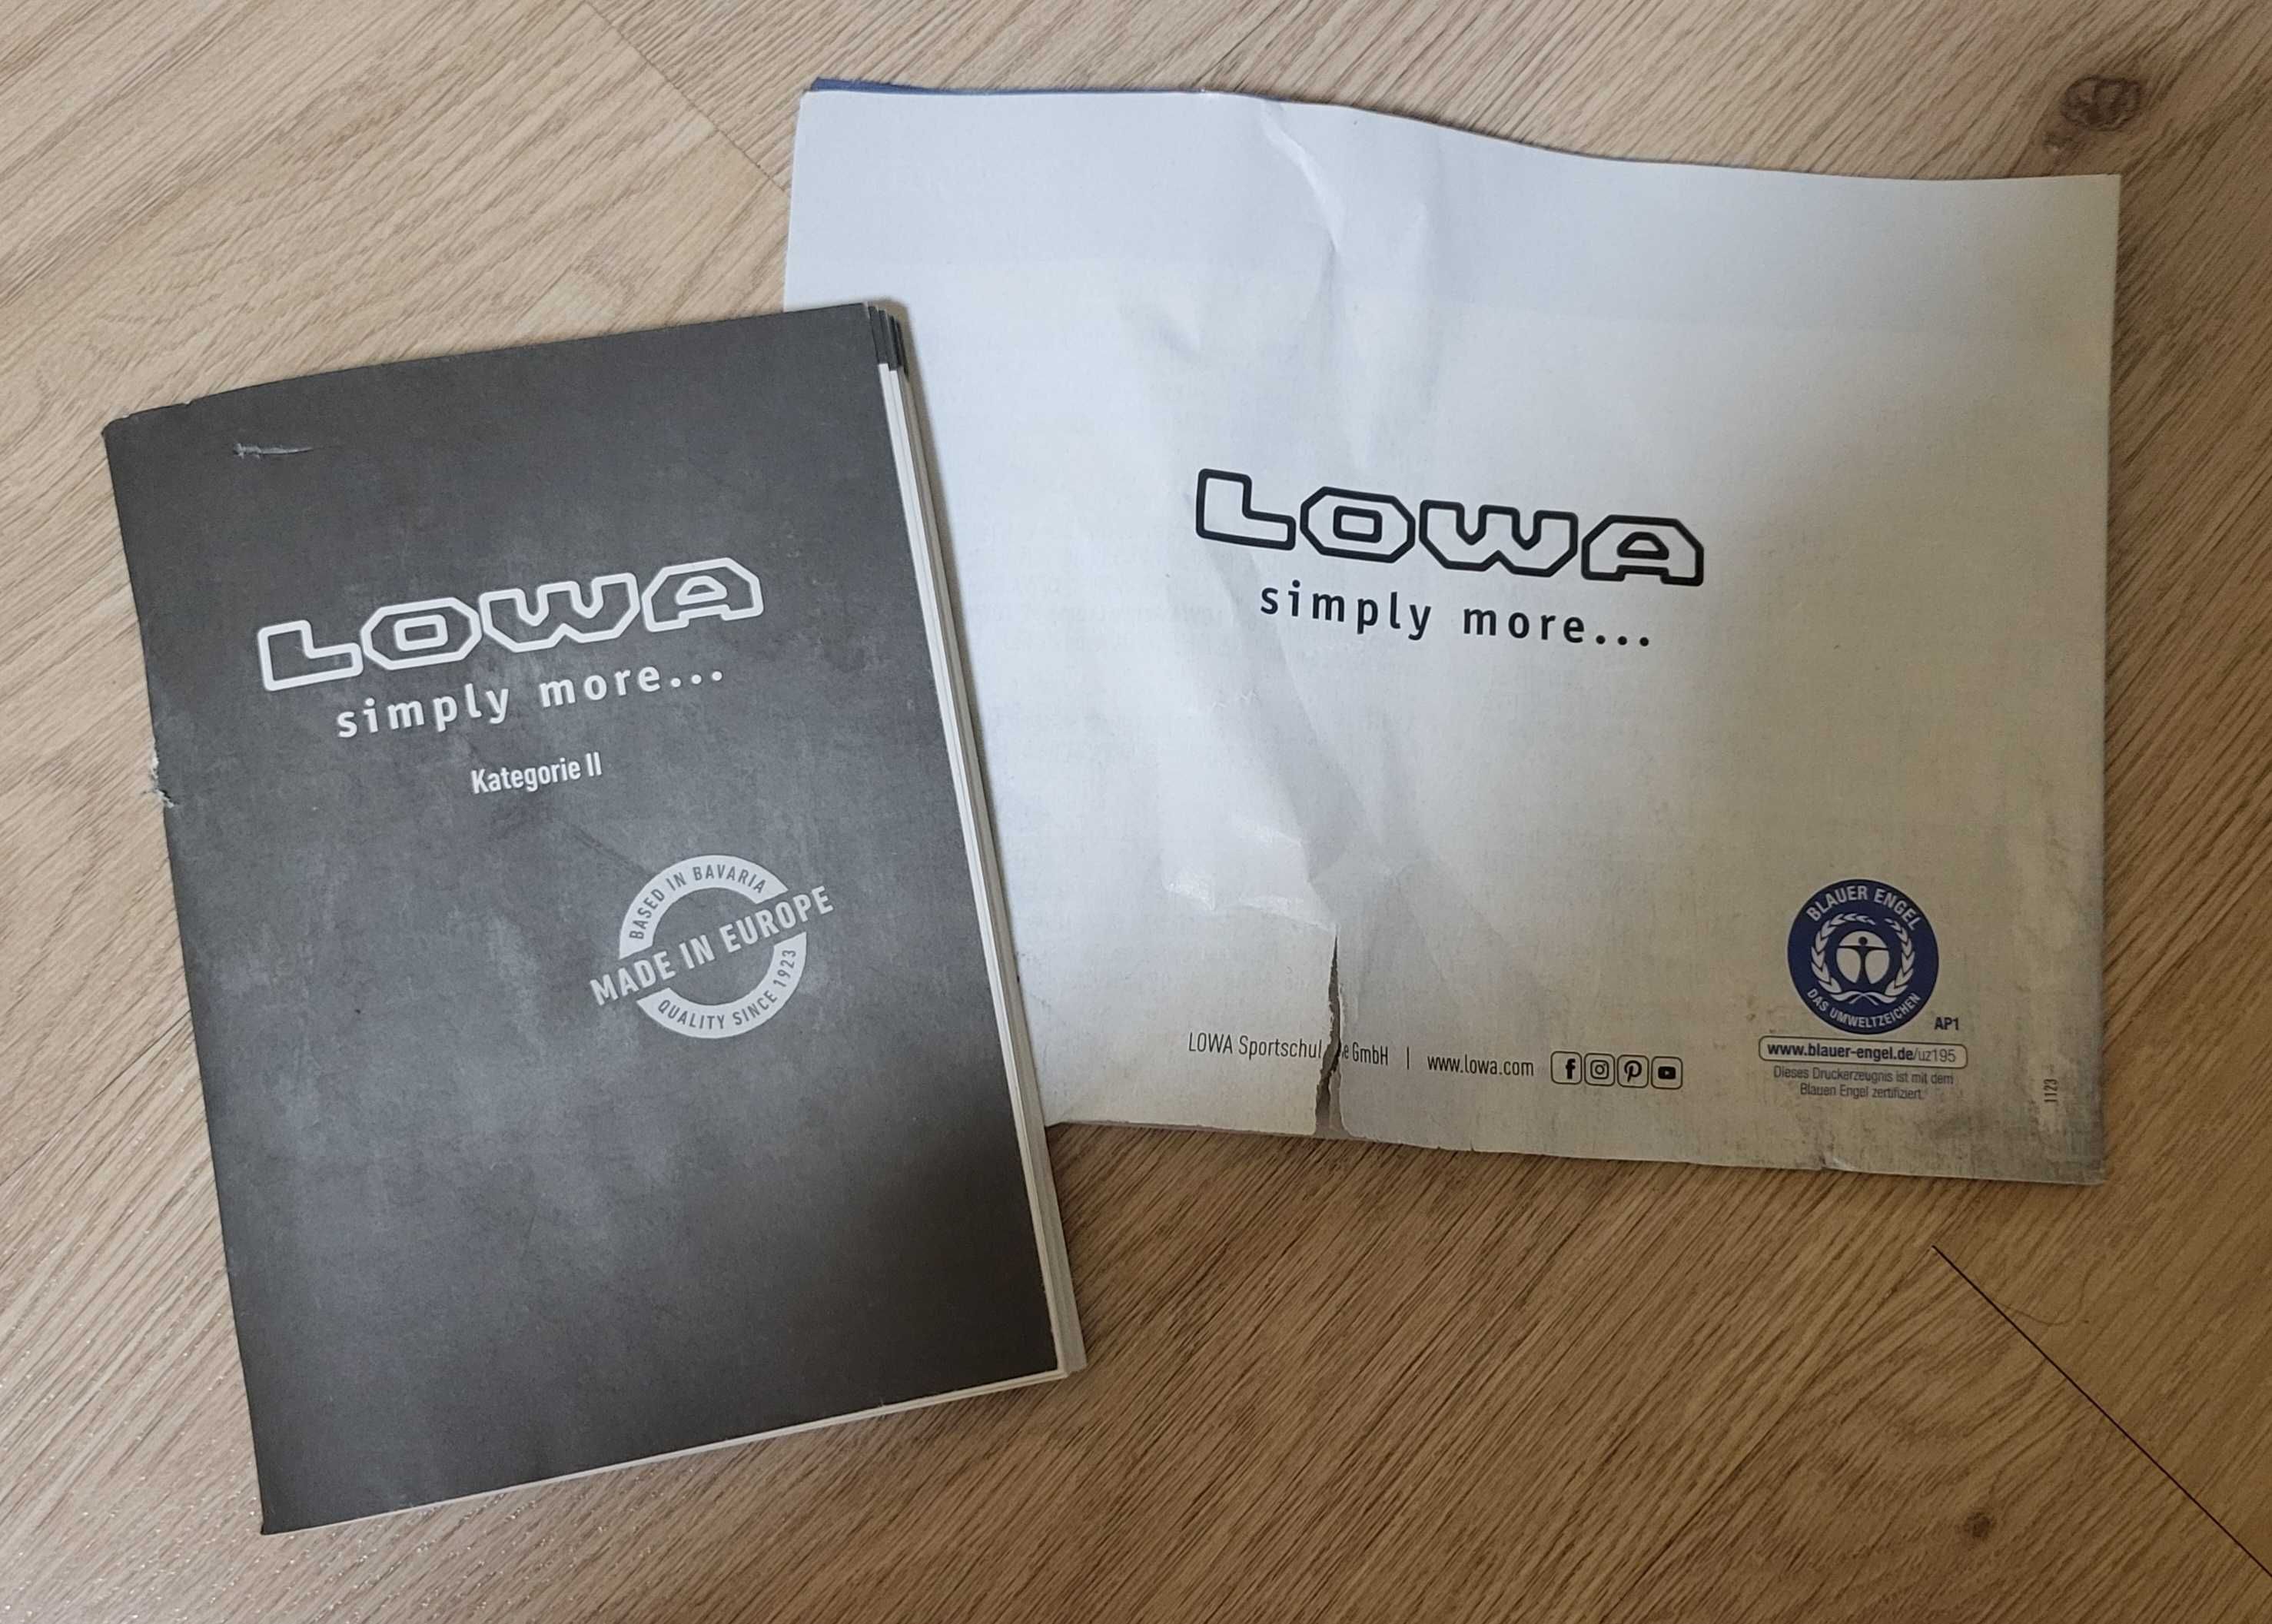 LOWA
simply more...
Kategorie II
BASED IN BAVARIA
MADE IN EUROPE
QUALITY SINCE 1923
LOWA
simply more...
LOWA Sportschu e GmbH | www.lowa.com
BLAUER ENGEL
DAS UMWELTZEICHEN
AP1
www.blauer-engel.de/uz195
Dieses Druckerzeugnis ist mit dem
Blauen Engel zertifiziert.
1123